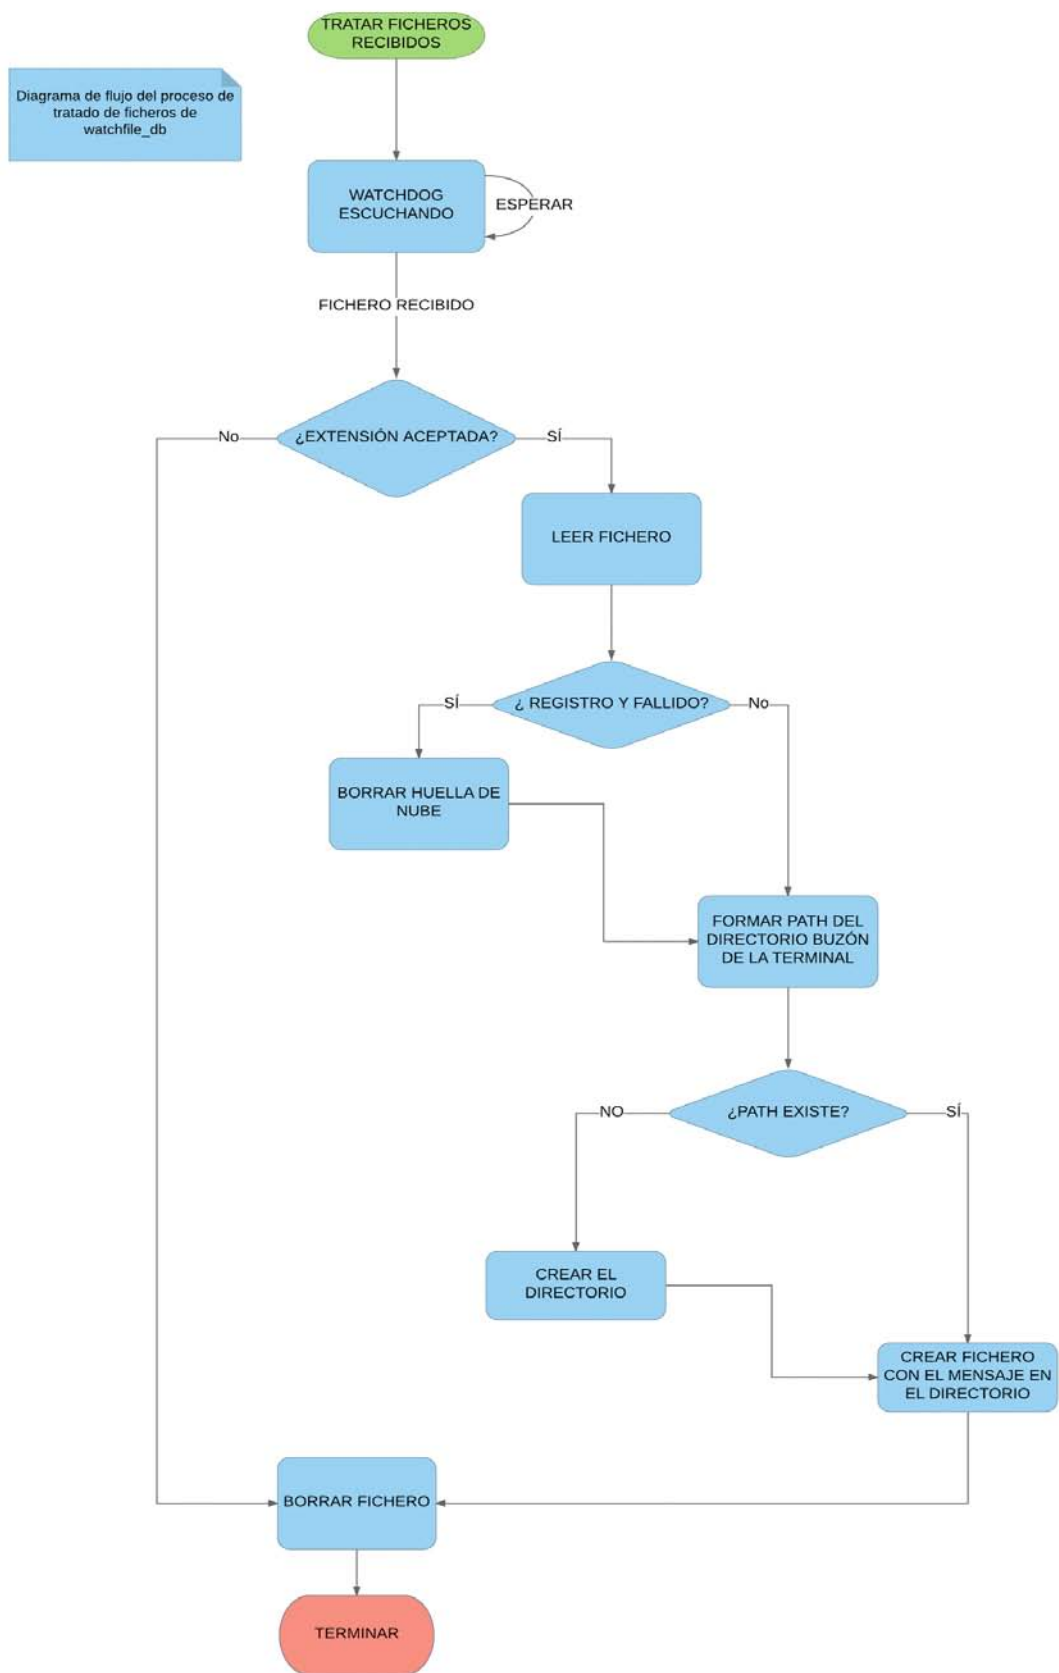 TRATAR FICHEROS
RECIBIDOS
Diagrama de flujo del proceso de
tratado de ficheros de
watchfile_db
WATCHDOG
ESCUCHANDO
ESPERAR
FICHERO RECIBIDO
No
¿EXTENSIÓN ACEPTADA?
SÍ
LEER FICHERO
SÍ
¿ REGISTRO Y FALLIDO?
No
BORRAR HUELLA DE
NUBE
FORMAR PATH DEL
DIRECTORIO BUZÓN
DE LA TERMINAL
NO
¿PATH EXISTE?
SÍ
CREAR EL
DIRECTORIO
CREAR FICHERO
CON EL MENSAJE EN
EL DIRECTORIO
BORRAR FICHERO
TERMINAR